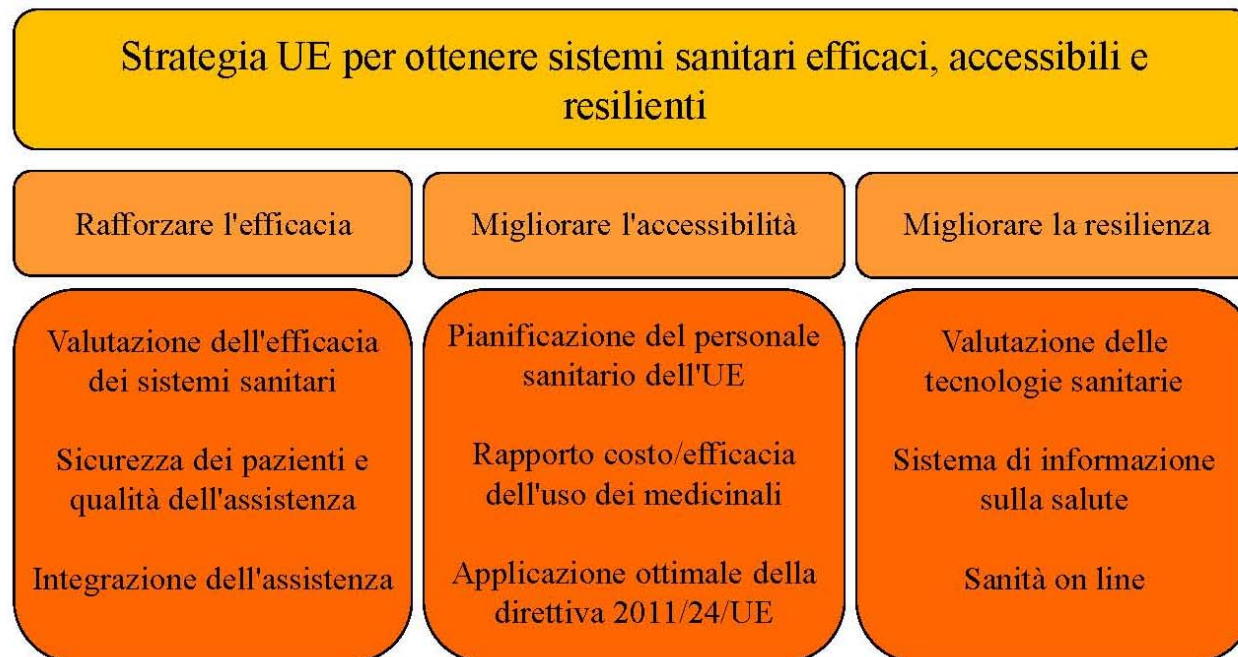 Strategia UE per ottenere sistemi sanitari efficaci, accessibili e
resilienti
Rafforzare l'efficacia
Migliorare l'accessibilità
Migliorare la resilienza
Valutazione dell'efficacia
dei sistemi sanitari
Sicurezza dei pazienti e
qualità dell'assistenza
Integrazione dell'assistenza
Pianificazione del personale
sanitario dell'UE
Rapporto costo/efficacia
dell'uso dei medicinali
Applicazione ottimale della
direttiva 2011/24/UE
Valutazione delle
tecnologie sanitarie
Sistema di informazione
sulla salute
Sanità on line